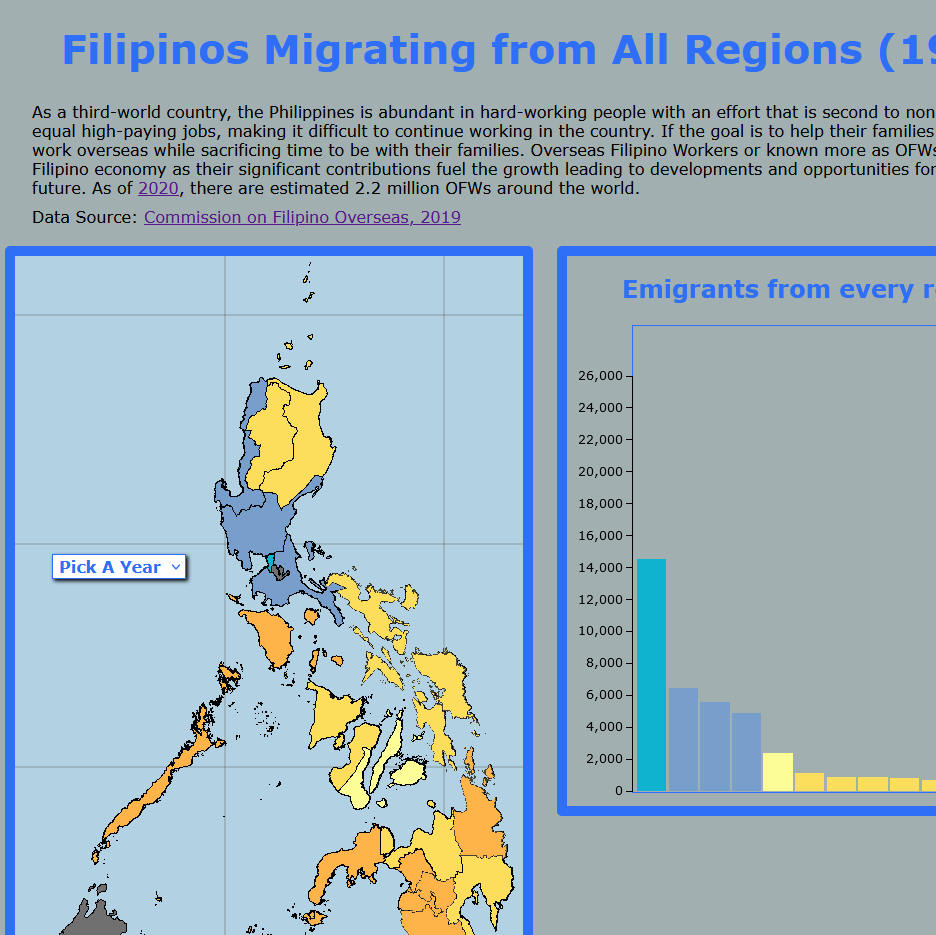 Filipinos Migrating from All Regions (19
As a third-world country, the Philippines is abundant in hard-working people with an effort that is second to non
equal high-paying jobs, making it difficult to continue working in the country. If the goal is to help their families
work overseas while sacrificing time to be with their families. Overseas Filipino Workers or known more as OFWs
Filipino economy as their significant contributions fuel the growth leading to developments and opportunities for
future. As of 2020, there are estimated 2.2 million OFWs around the world.
Data Source: Commission on Filipino Overseas, 2019
Pick A Year
Emigrants from every r
26,000
24,000
22,000
20,000
18,000
16,000
14,000
12,000
10,000
8,000
6,000
4,000
2,000
0